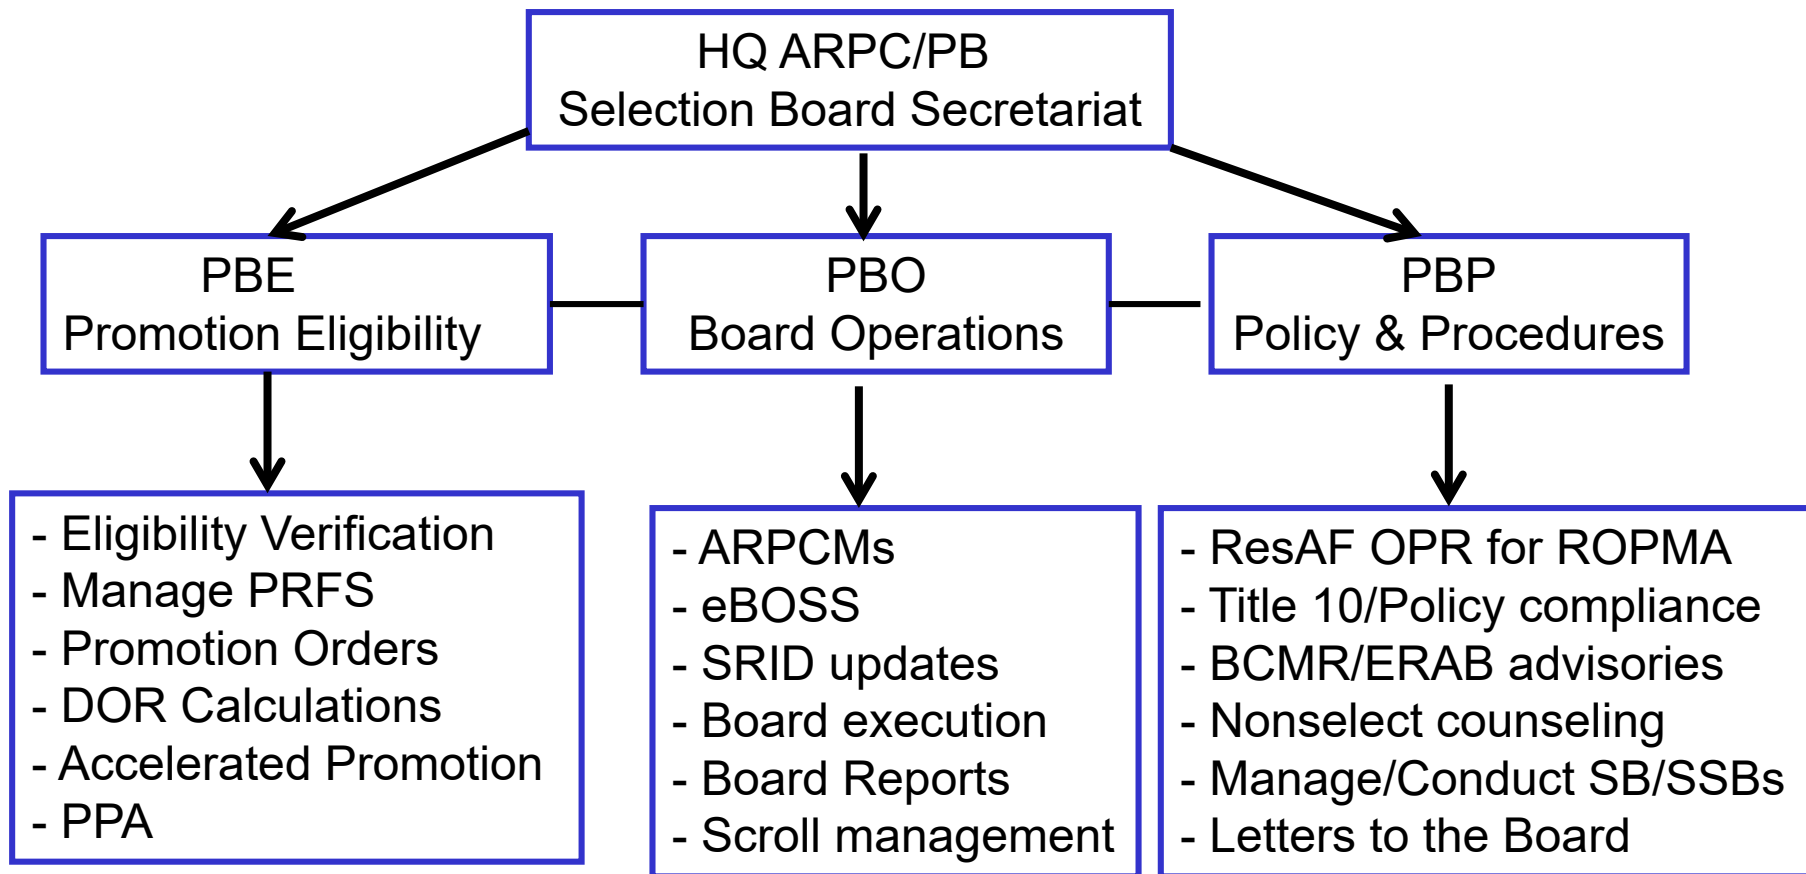 HQ ARPC/PB
Selection Board Secretariat
PBE
Promotion Eligibility
PBO
Board Operations
PBP
Policy & Procedures
- Eligibility Verification
- Manage PRFS
- Promotion Orders
- DOR Calculations
- Accelerated Promotion
- PPA
- ARPCMs
- eBOSS
- SRID updates
- Board execution
- Board Reports
- Scroll management
- ResAF OPR for ROPMA
- Title 10/Policy compliance
- BCMR/ERAB advisories
- Nonselect counseling
- Manage/Conduct SB/SSBs
- Letters to the Board